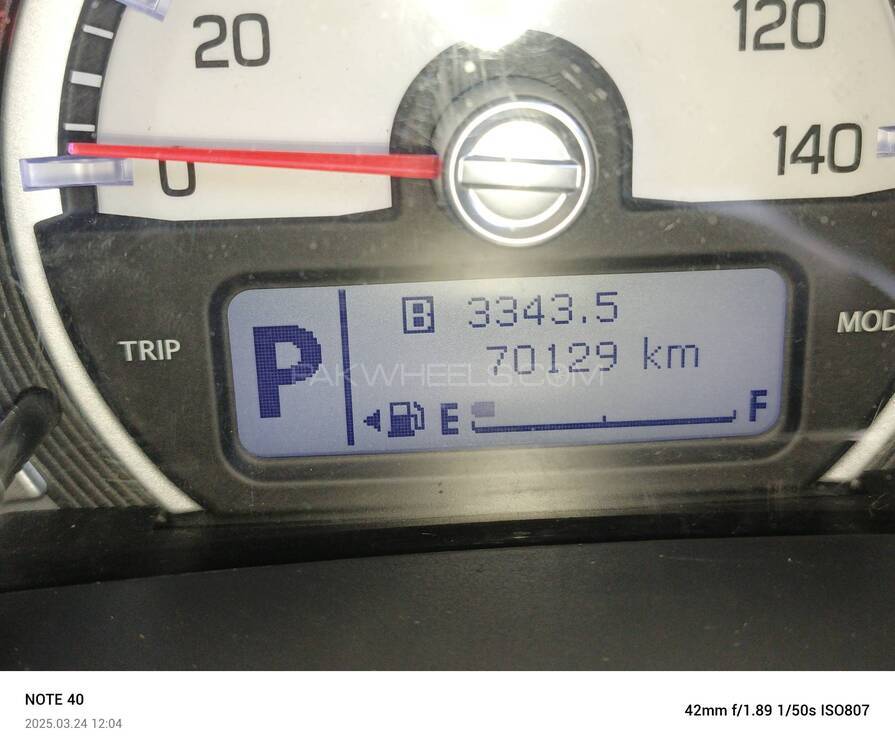 20
120
0
140
TRIP
B 3343.5
MOD
P
70129 km
PAKWHEELS.COM
E F
NOTE 40
2025.03.24 12:04
42mm f/1.89 1/50s ISO807